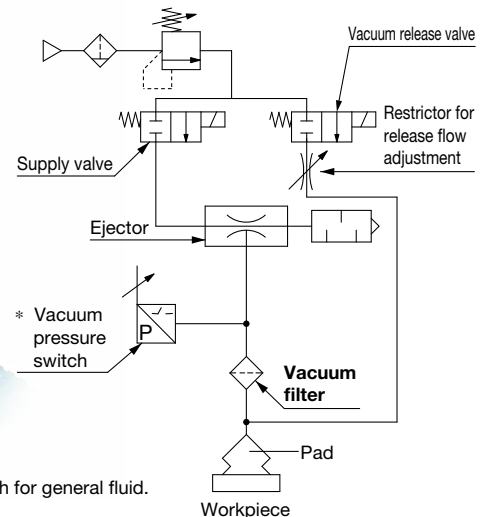 Vacuum release valve
Restrictor for
release flow
adjustment
Supply valve
Ejector
* Vacuum
pressure
switch
P
Vacuum
filter
Pad
h for general fluid.
Workpiece